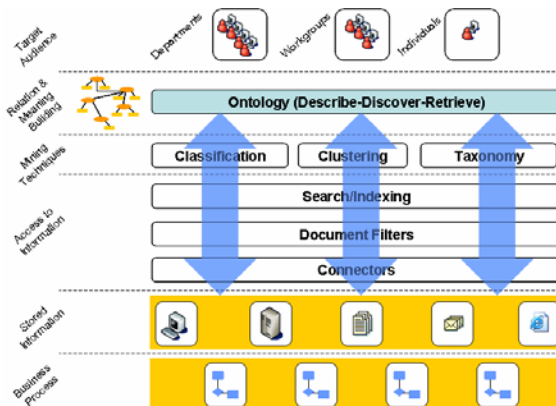 Target
Audience
Departments
Workgroups
Individuals
Relation &
Meaning
Building
Ontology (Describe-Discover-Retrieve)
Mining
Techniques
Classification
Clustering
Taxonomy
Access to
Information
Search/Indexing
Document Filters
Connectors
Stored
Information
Business
Process